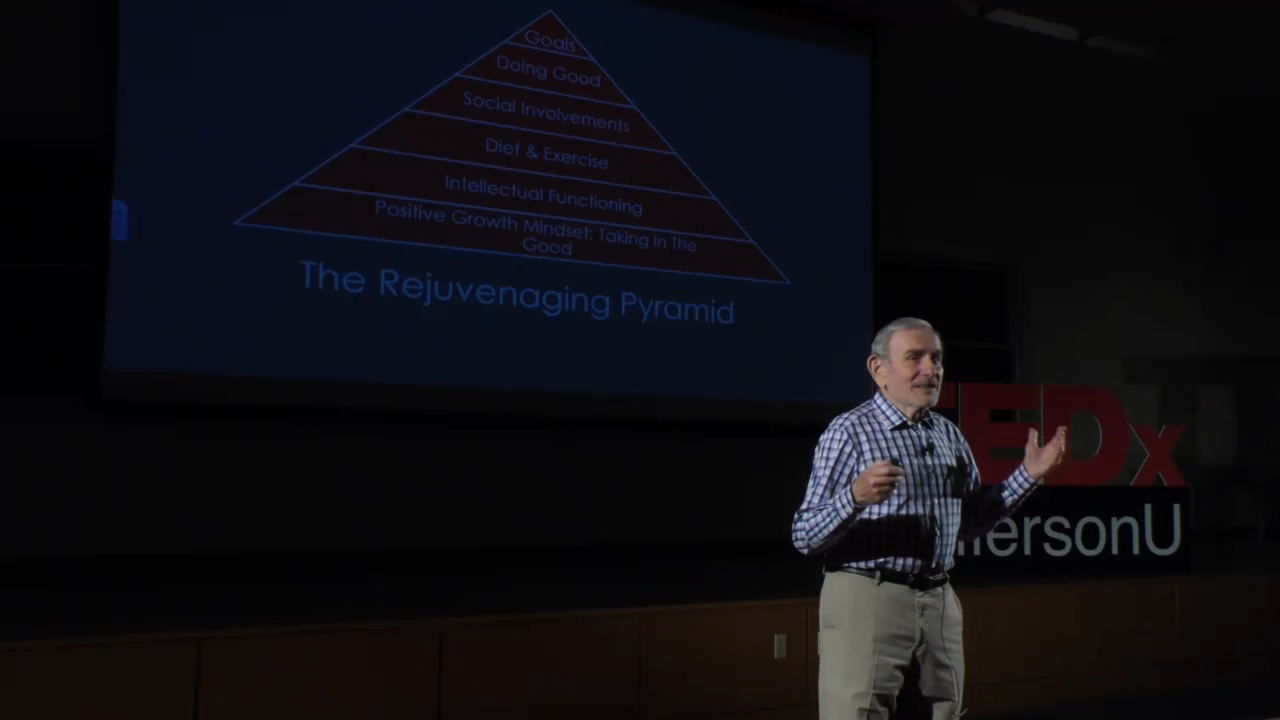 Goals
Doing Good
Social Involvements
Diet & Exercise
Intellectual Functioning
Positive Growth Mindset: Taking In The
Good
The Rejuvenaging Pyramid
TEDx
ffersonU